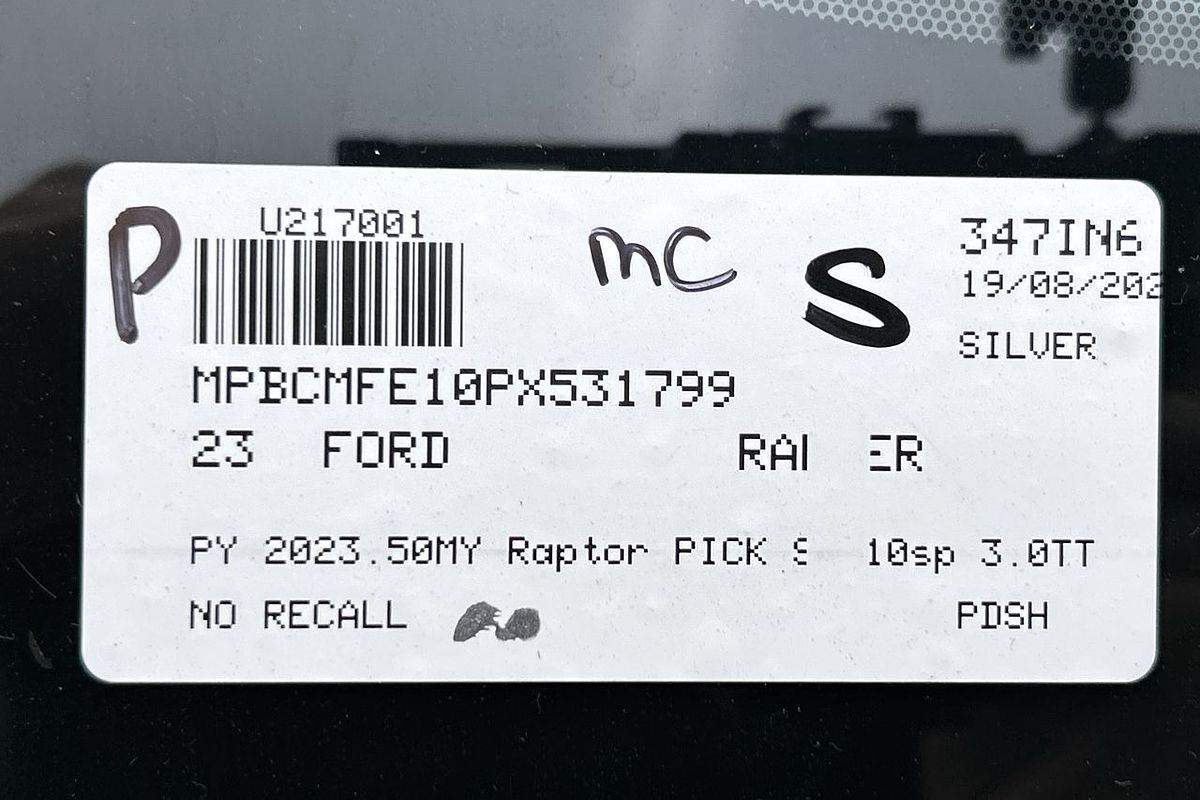 P U217001 mC S 347IN6
19/08/202
SILVER
MPBCMFE10PX531799
23 FORD
PY 2023.50MY Raptor PICK 10sp 3.0TT
NO RECALL PDSH